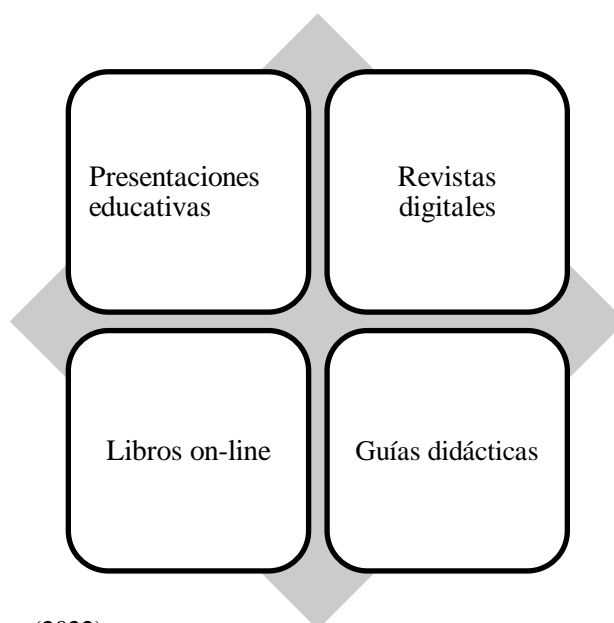 Presentaciones
educativas
Revistas
digitales
Libros on-line
Guías didácticas